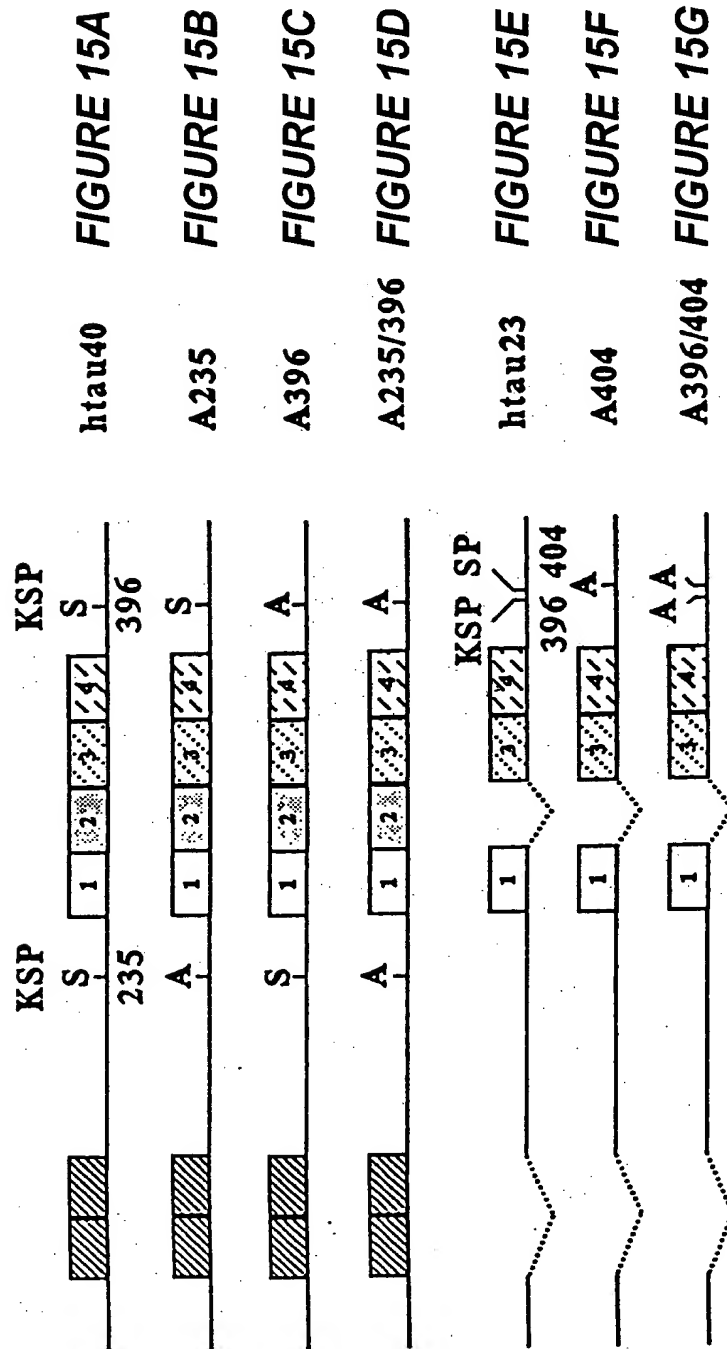 KSP KSP
S 1 2 3 4 S htau40 FIGURE 15A
235 396
A 1 2 3 4 S A235 FIGURE 15B
S 1 2 3 4 A A396 FIGURE 15C
A 1 2 3 4 A A235/396 FIGURE 15D
KSP SP
1 3 4 htau23 FIGURE 15E
396 404
1 3 4 A A404 FIGURE 15F
1 3 4 A A A396/404 FIGURE 15G